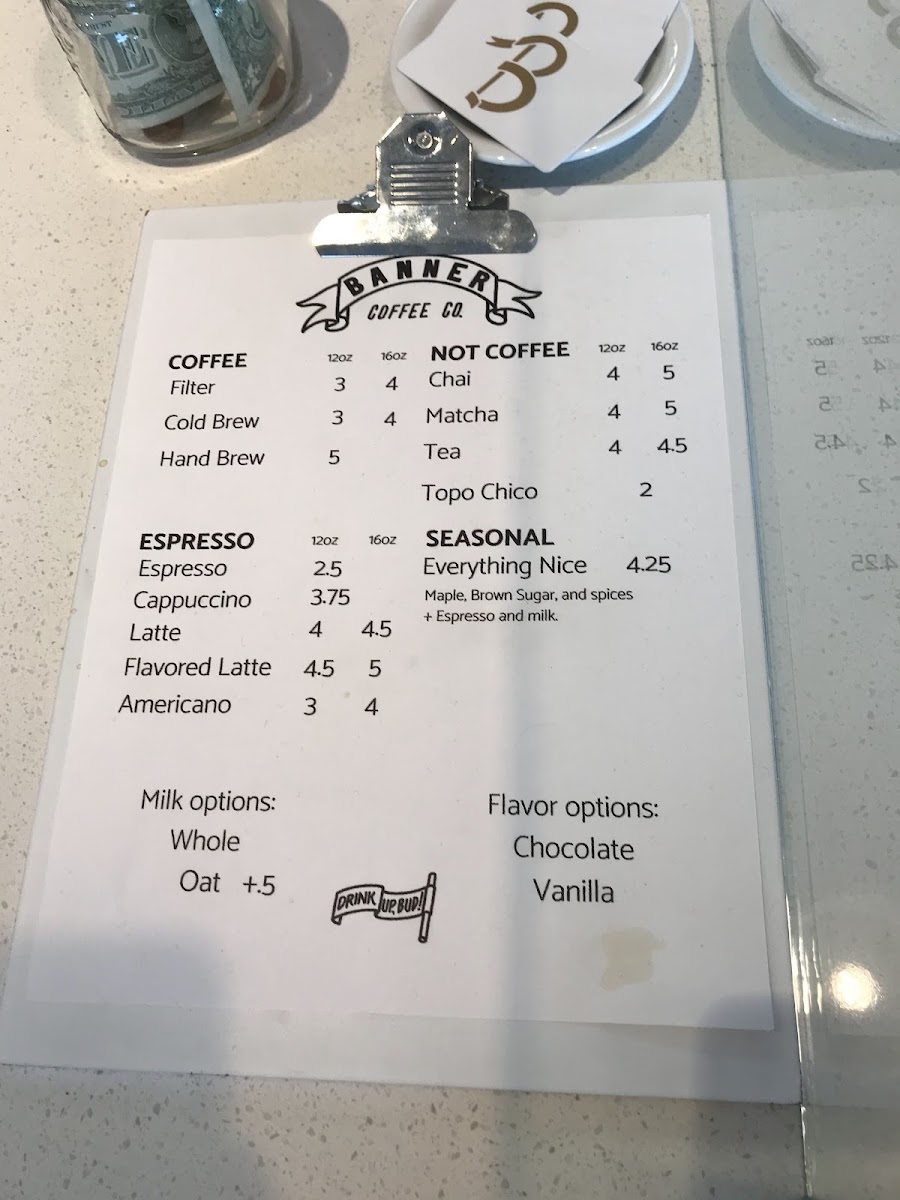 BANNER
COFFEE CO.
COFFEE 12oz 16oz
Filter 3 4
Cold Brew 3 4
Hand Brew 5
NOT COFFEE 12oz 16oz
Chai 4 5
Matcha 4 5
Tea 4 4.5
Topo Chico 2
ESPRESSO 12oz 16oz
Espresso 2.5
Cappuccino 3.75
Latte 4 4.5
Flavored Latte 4.5 5
Americano 3 4
SEASONAL
Everything Nice 4.25
Maple, Brown Sugar, and spices
+ Espresso and milk.
Milk options:
Whole
Oat +.5
Flavor options:
Chocolate
Vanilla
DRINK UP, BUD!